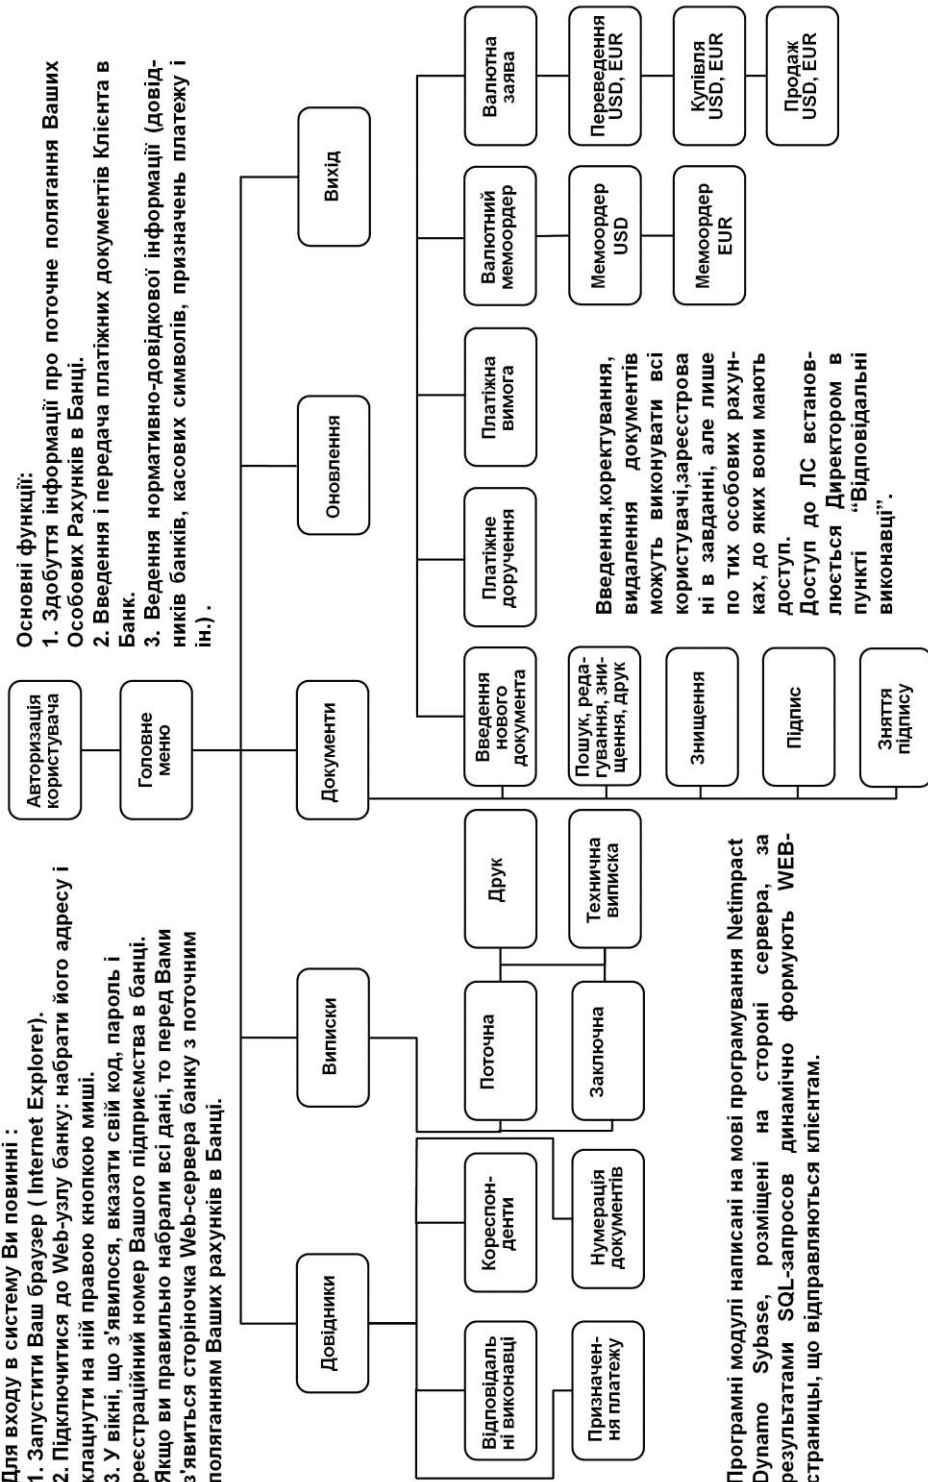 Для входу в систему Ви повинні :
1. Запустити Ваш браузер ( Internet Explorer).
2. Підключитися до Web-узлу банку: набрати його адресу і
клацнути на ній правою кнопкою миші.
3. У вікні, що з'явилося, вказати свій код, пароль і
реєстраційний номер Вашого підприємства в банці.
Якщо ви правильно набрали всі дані, то перед Вами
з'явиться сторіночка Web-сервера банку з поточним
поляганням Ваших рахунків в Банці.
Авторизація
користувача
Головне
меню
Основні функції:
1. Здобуття інформації про поточне полягання Ваших
Особових Рахунків в Банці.
2. Введення і передача платіжних документів Клієнта в
Банк.
3. Ведення нормативно-довідкової інформації (довід-
ників банків, касових символів, призначень платежу і
ін.) .
Довідники
Виписки
Документи
Оновлення
Вихід
Відповідаль
ні виконавці
Кореспон-
денти
Поточна
Друк
Введення
нового
документа
Платіжне
доручення
Платіжна
вимога
Валютний
мемоордер
Валютна
заява
Призначен-
ня платежу
Нумерація
документів
Заключна
Технична
виписка
Пошук, реда-
гування, зни-
щення, друк
Мемоордер
USD
Переведення
USD, EUR
Знищення
Мемоордер
EUR
Купівля
USD, EUR
Підпис
Продаж
USD, EUR
Зняття
підпису
Введення,коректування,
видалення документів
можуть виконувати всі
користувачі,зареєстрова
ні в завданні, але лише
по тих особових рахун-
ках, до яких вони мають
доступ.
Доступ до ЛС встанов-
люється Директором в
пункті “Відповідальні
виконавці”.
Програмні модулі написані на мові програмування Netimpact
Dynamo Sybase, розміщені на стороні сервера, за
результатами SQL-запросов динамічно формують WEB-
страницы, що відправляються клієнтам.